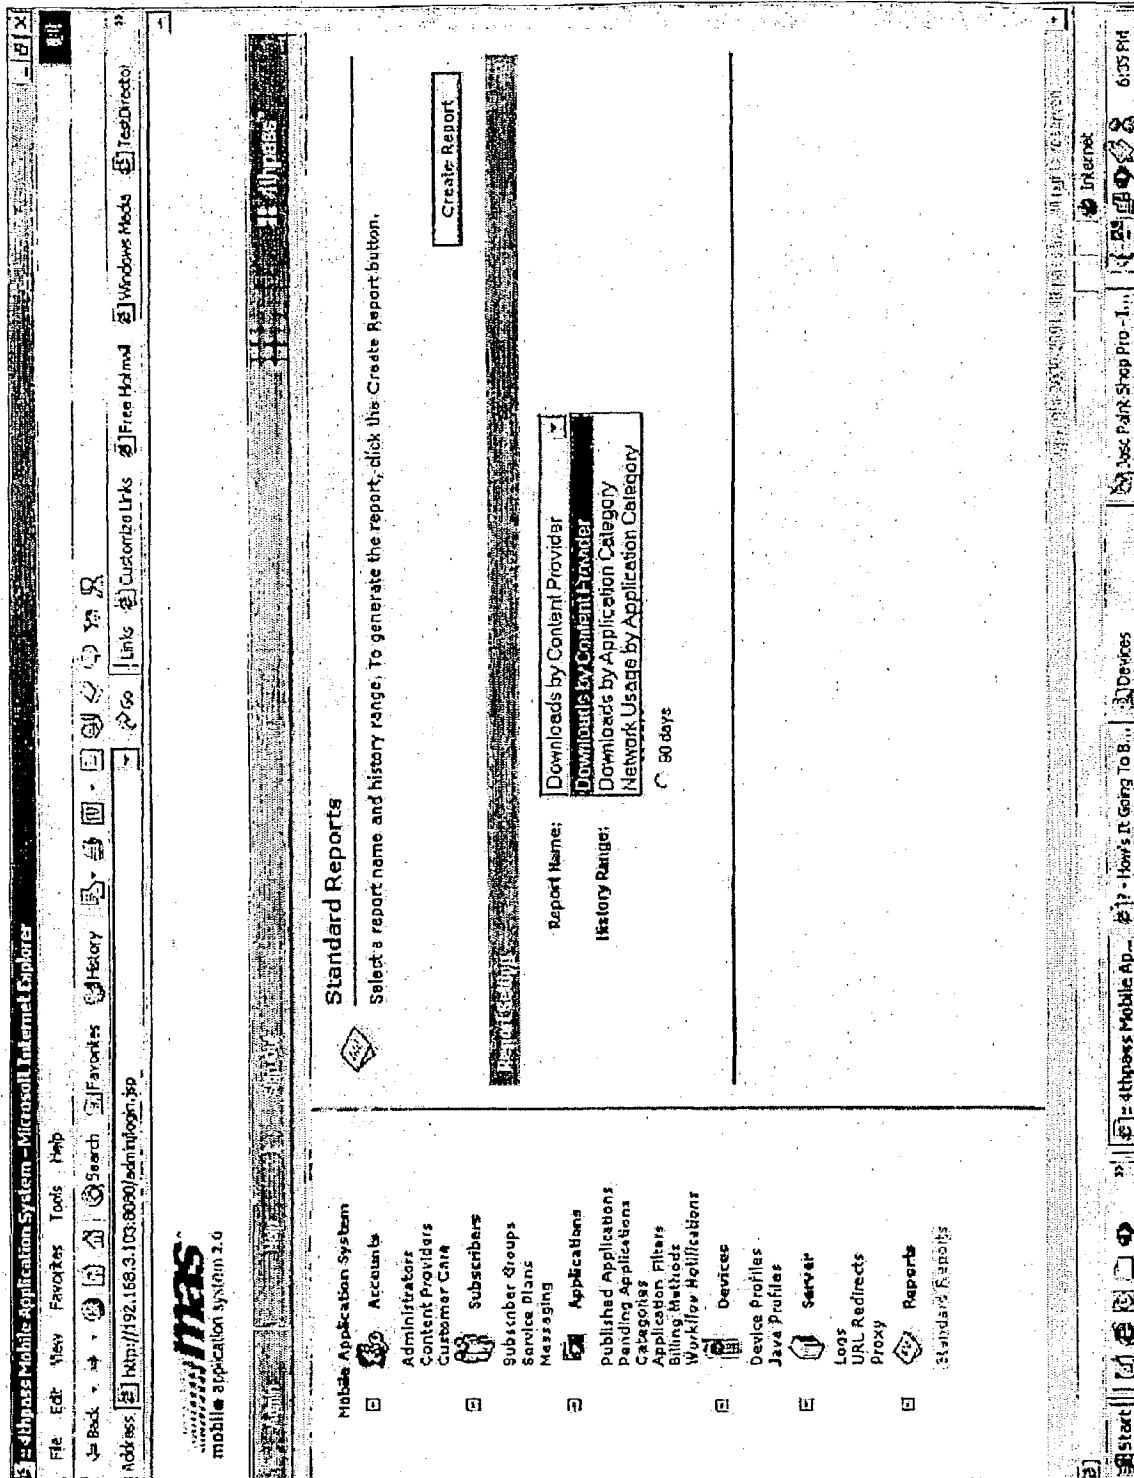 4thpass Mobile Application System - Microsoft Internet Explorer
File Edit View Favorites Tools Help
Back Search Favorites History
Address http://192.168.3.103:8080/admin/login.jsp Go Links Customize Links Free Hotmail Windows Media TestDirector
mas
mobile application system 2.0
4thpass
Mobile Application System
Accounts
Administrators
Content Providers
Customer Care
Subscribers
Subscriber Groups
Service Plans
Messaging
Applications
Published Applications
Pending Applications
Categories
Application Filters
Billing Methods
Workflow Notifications
Devices
Device Profiles
Java Profiles
Server
Logs
URL Redirects
Proxy
Reports
Standard Reports
Standard Reports
Select a report name and history range. To generate the report, click the Create Report button.
Create Report
Report Name: Downloads by Content Provider
Downloads by Content Provider
Downloads by Application Category
Network Usage by Application Category
History Range:
90 days
Internet
Start 4thpass Mobile Ap... ? - How's It Going To B... Devices Jasc Paint Shop Pro - 1... 6:35 PM